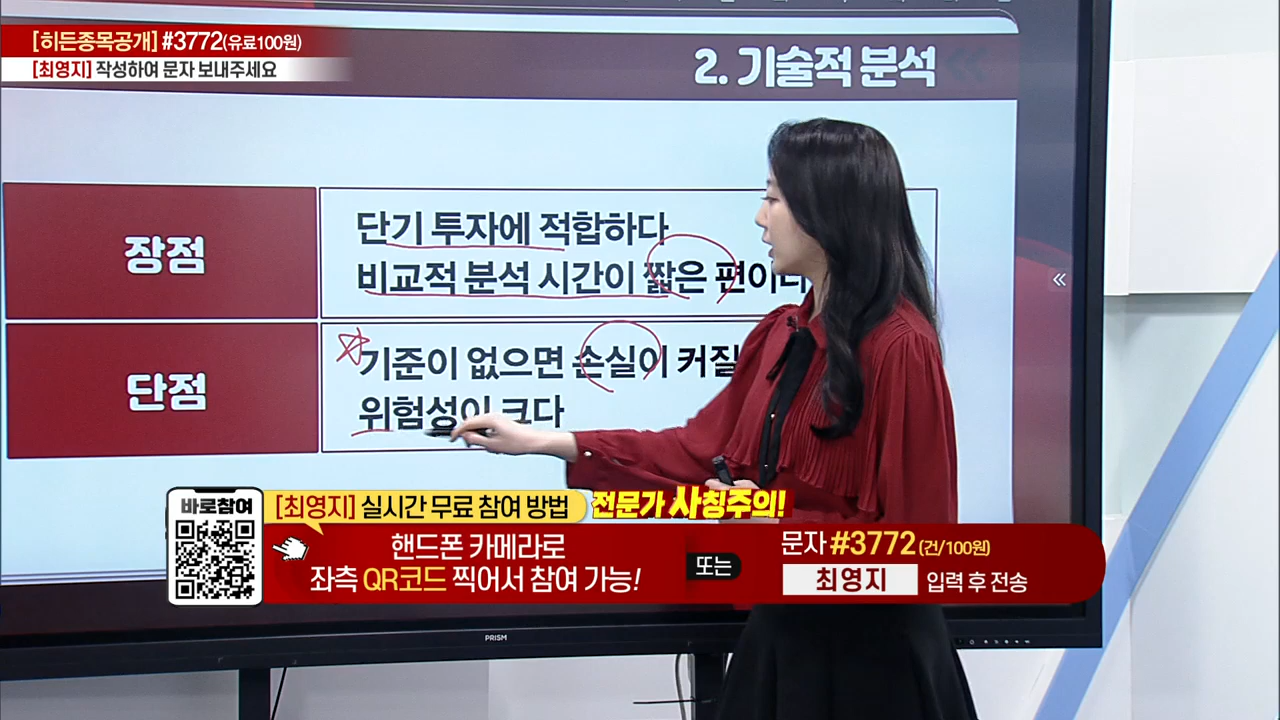 [히든종목공개] #3772(유료100원)
[최영지] 작성하여 문자 보내주세요
2. 기술적 분석
장점
단기 투자에 적합하다
비교적 분석 시간이 짧은 편이다
단점
기준이 없으면 손실이 커질
위험성이 크다
바로참여
[최영지] 실시간 무료 참여 방법
전문가 사칭주의!
핸드폰 카메라로
좌측 QR코드 찍어서 참여 가능!
또는
문자 #3772 (건/100원)
최영지 입력 후 전송
PRISM